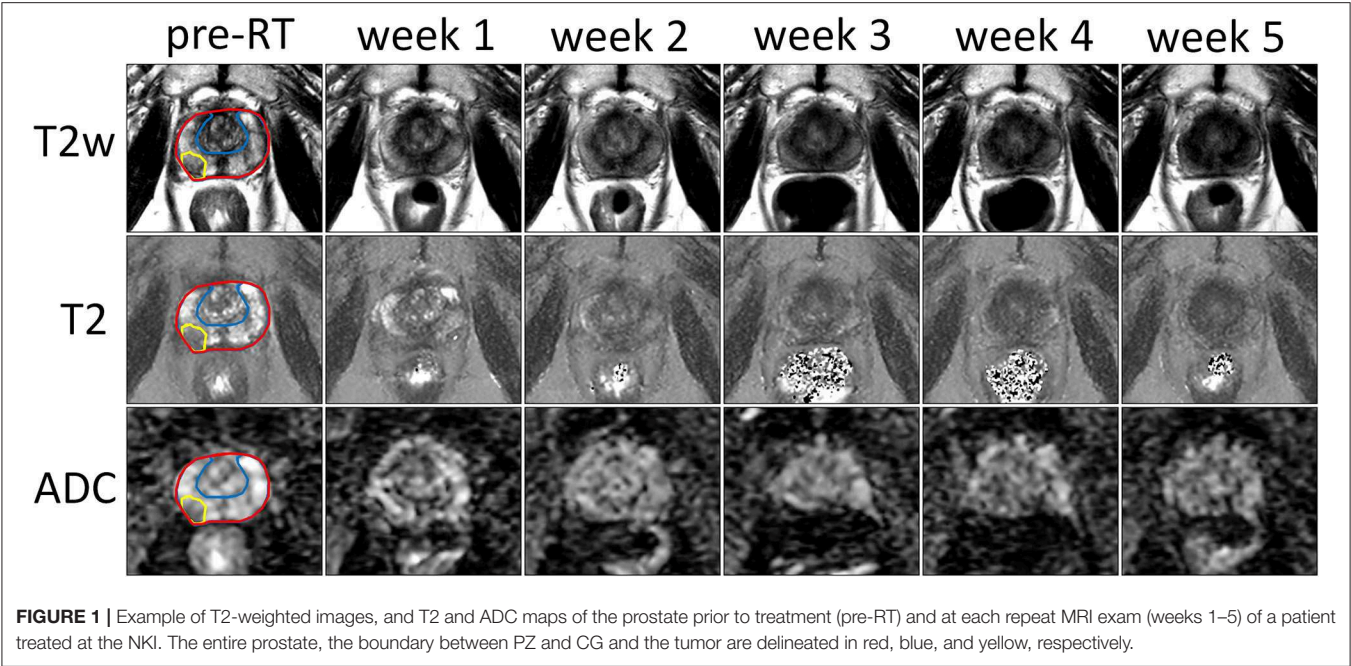 pre-RT week 1 week 2 week 3 week 4 week 5
T2w
T2
ADC
FIGURE 1 | Example of T2-weighted images, and T2 and ADC maps of the prostate prior to treatment (pre-RT) and at each repeat MRI exam (weeks 1–5) of a patient
treated at the NKI. The entire prostate, the boundary between PZ and CG and the tumor are delineated in red, blue, and yellow, respectively.